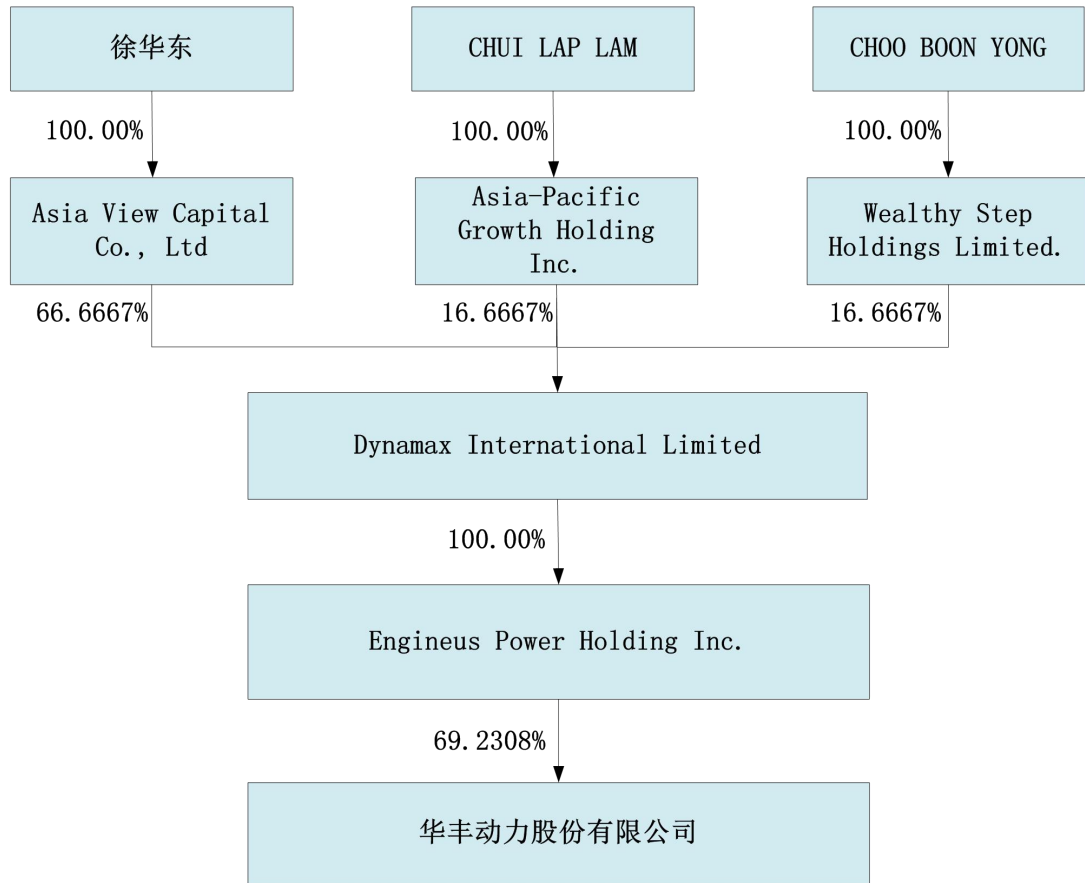 徐华东
CHUI LAP LAM
CHOO BOON YONG
100.00%
100.00%
100.00%
Asia View Capital
Co., Ltd
Asia-Pacific
Growth Holding
Inc.
Wealthy Step
Holdings Limited.
66.6667%
16.6667%
16.6667%
Dynamax International Limited
100.00%
Engineus Power Holding Inc.
69.2308%
华丰动力股份有限公司